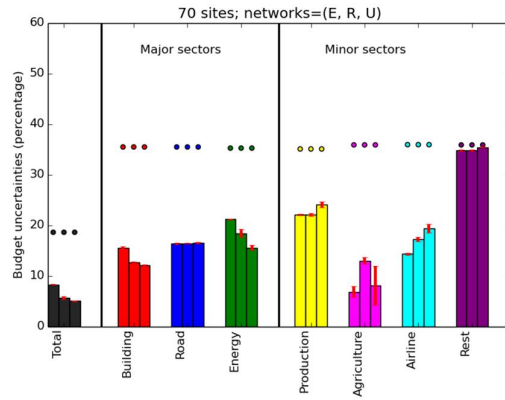 70 sites; networks=(E, R, U)
Budget uncertainties (percentage)
60
50
40
30
20
10
0
Major sectors
Minor sectors
Total
Building
Road
Energy
Production
Agriculture
Airline
Rest